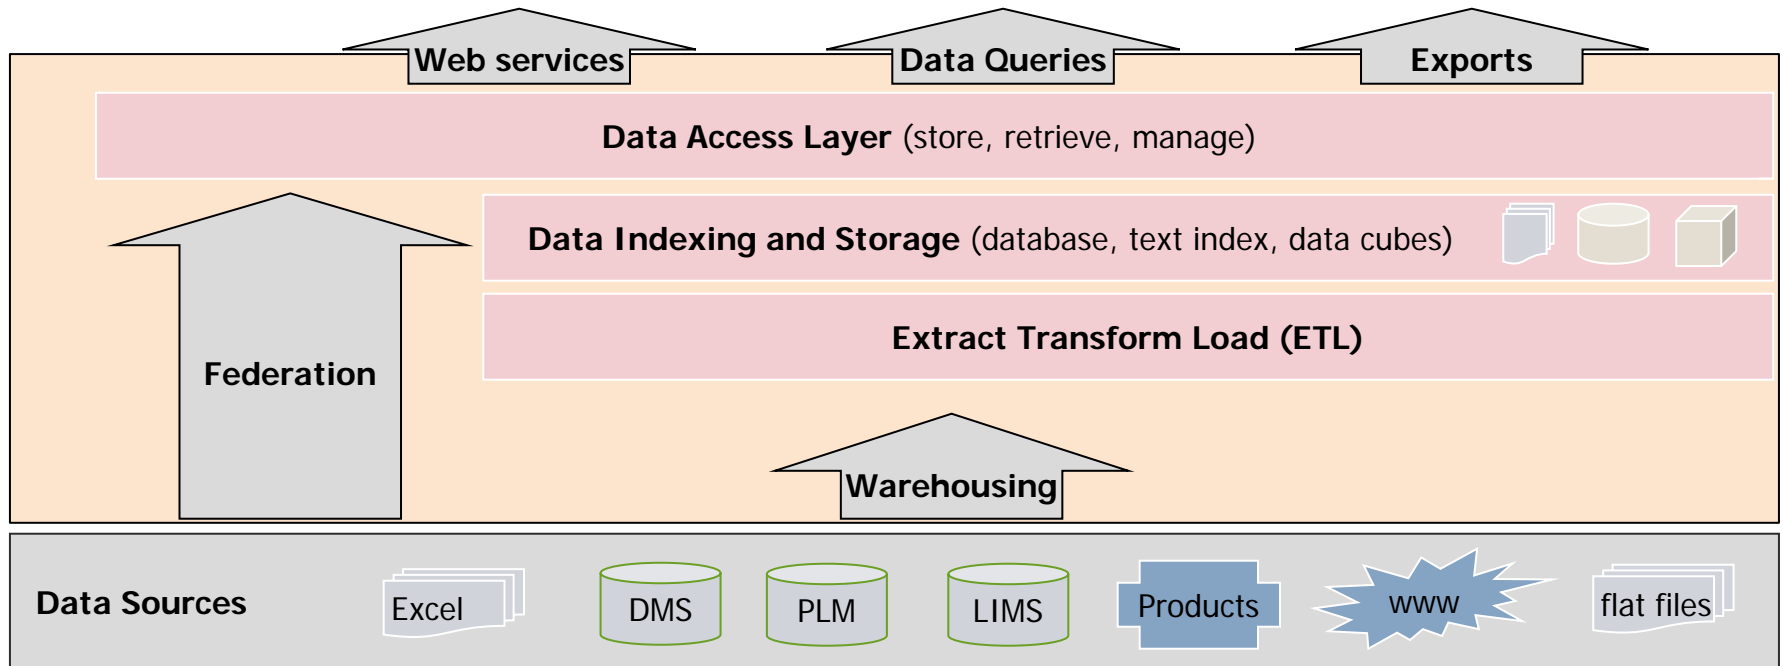 Web services
Data Queries
Exports
Data Access Layer (store, retrieve, manage)
Data Indexing and Storage (database, text index, data cubes)
Extract Transform Load (ETL)
Federation
Warehousing
Data Sources
Excel
DMS
PLM
LIMS
Products
www
flat files